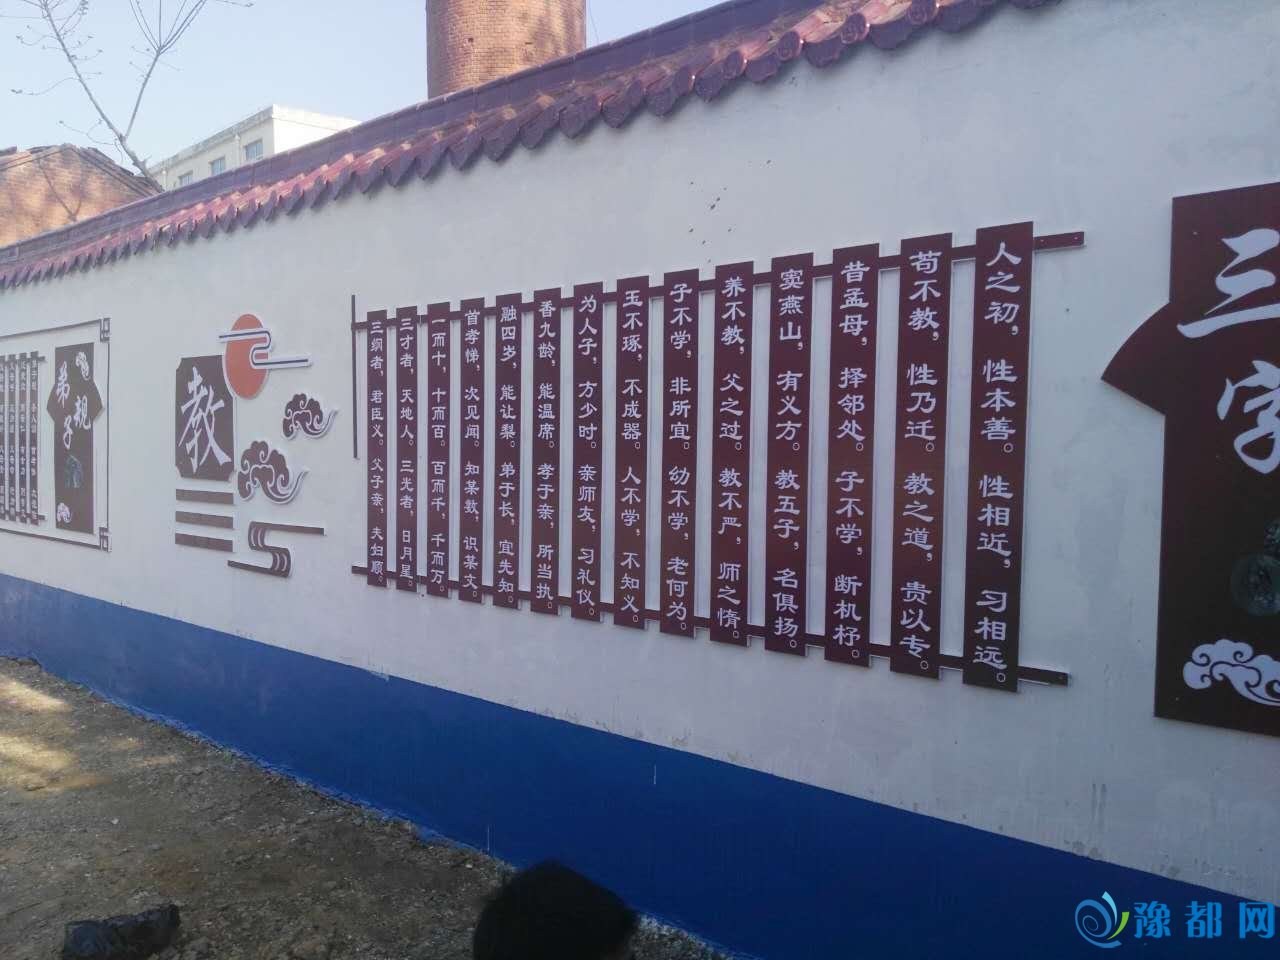 三字
人之初，性本善。性相近，习相远。
苟不教，性乃迁。教之道，贵以专。
昔孟母，择邻处。子不学，断机杼。
窦燕山，有义方。教五子，名俱扬。
养不教，父之过。教不严，师之惰。
子不学，非所宜。幼不学，老何为。
玉不琢，不成器。人不学，不知义。
为人子，方少时。亲师友，习礼仪。
香九龄，能温席。孝于亲，所当执。
融四岁，能让梨。弟于长，宜先知。
首孝悌，次见闻。知某数，识某文。
一而十，十而百。百而千，千而万。
三才者，天地人。三光者，日月星。
三纲者，君臣义。父子亲，夫妇顺。
教
弟子规
豫都网